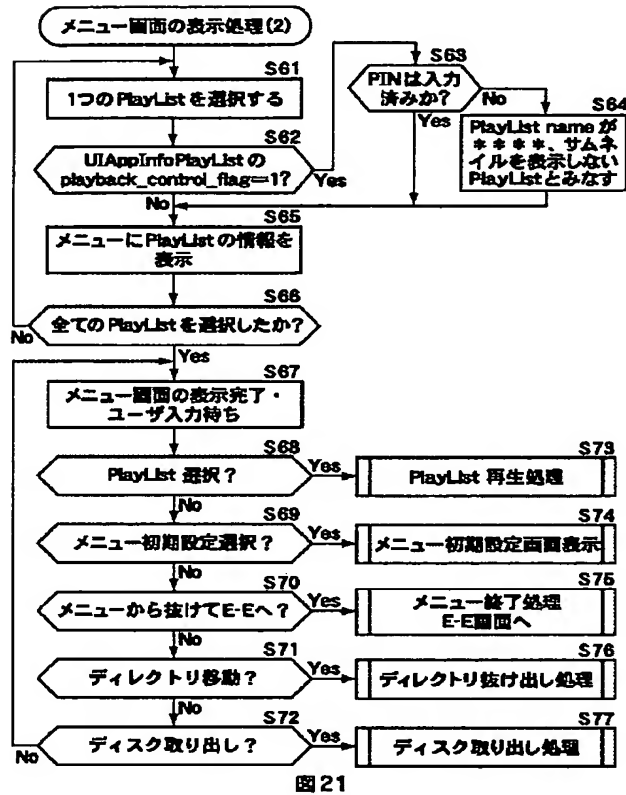 メニュー画面の表示処理(2)
S61
1つのPlayListを選択する
S62
UIAppInfoPlayListの
playback_control_flag=1?
Yes
No
S63
PINは入力
済みか?
No
Yes
S64
PlayList nameが
****、サムネ
イルを表示しない
PlayListとみなす
S65
メニューにPlayListの情報を
表示
S66
全てのPlayListを選択したか?
No
Yes
S67
メニュー画面の表示完了・
ユーザ入力待ち
S68
PlayList 選択?
Yes
No
S73
PlayList 再生処理
S69
メニュー初期設定選択?
Yes
No
S74
メニュー初期設定画面表示
S70
メニューから抜けてE-Eへ?
Yes
No
S75
メニュー終了処理
E-E画面へ
S71
ディレクトリ移動?
Yes
No
S76
ディレクトリ抜け出し処理
S72
ディスク取り出し?
Yes
No
S77
ディスク取り出し処理
図21